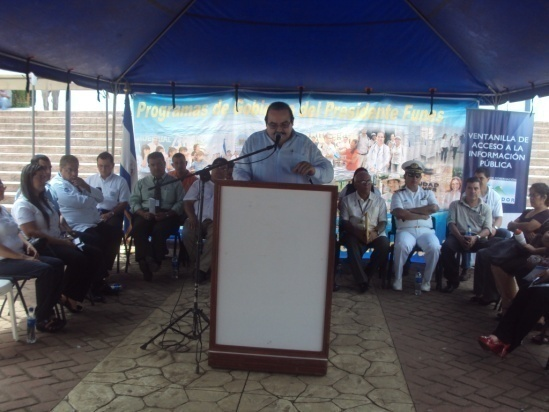 Programas de Gobierno del Presidente Funes
VENTANILLA DE
ACCESO A LA
INFORMACIÓN
PÚBLICA